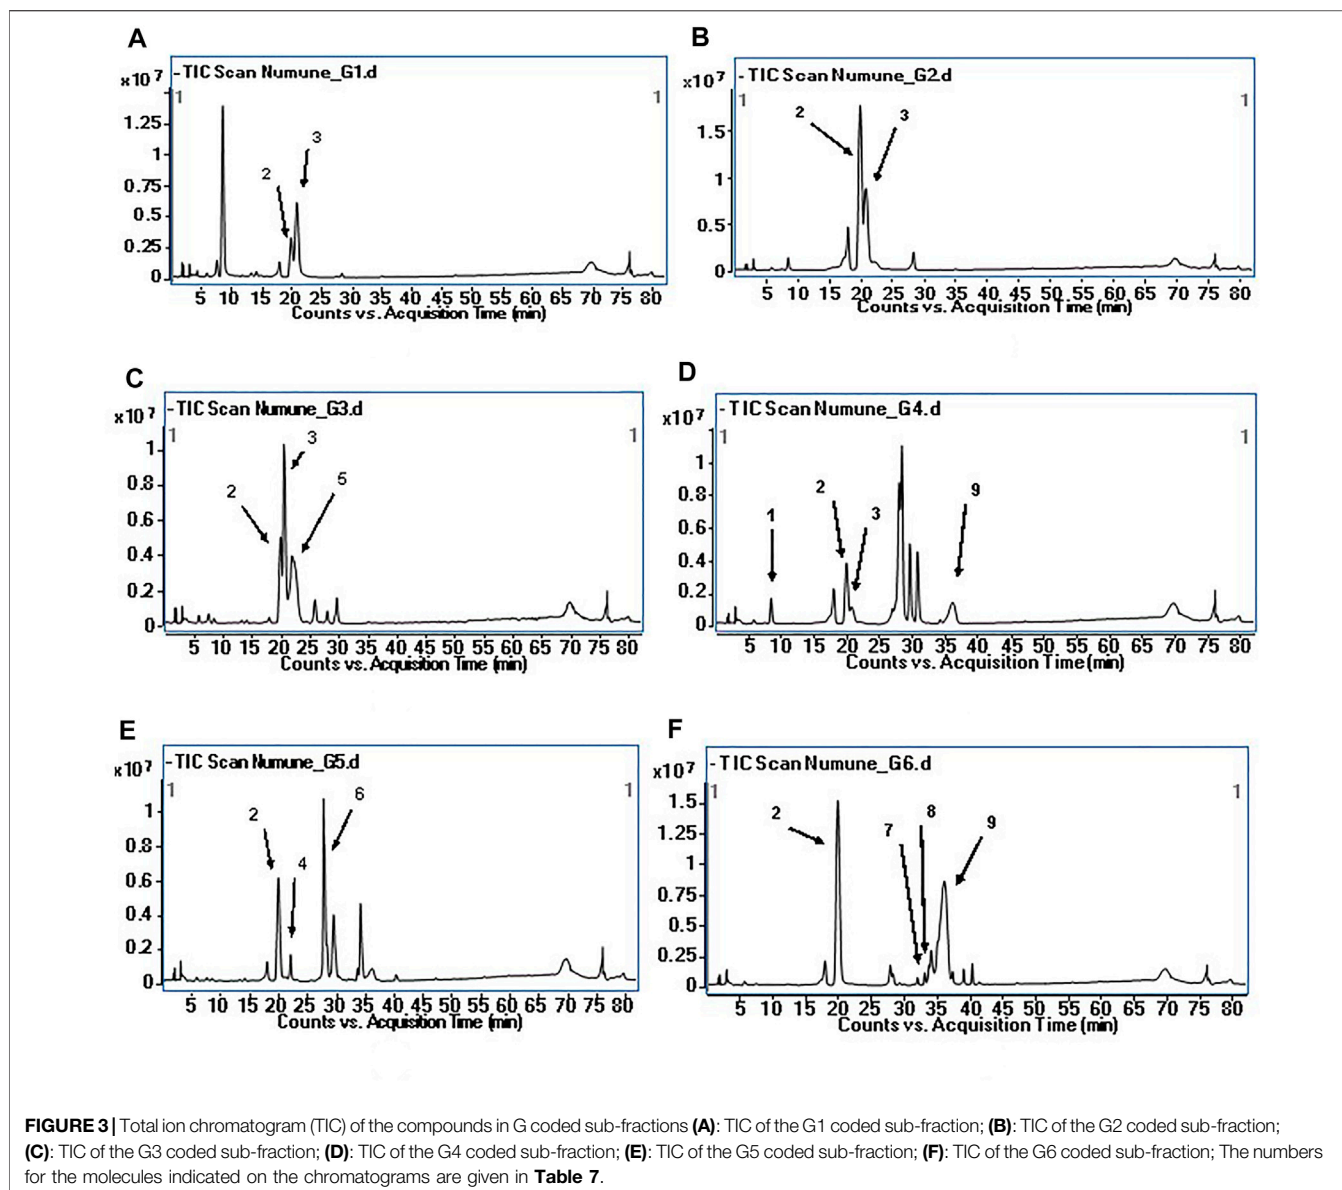 A
×10 7
-TIC Scan Numune_G1.d
1 1
1.25
1
0.75
0.5
0.25
0
2
3
5 10 15 20 25 30 35 40 45 50 55 60 65 70 75 80
Counts vs. Acquisition Time (min)
B
×10 7
-TIC Scan Numune_G2.d
1 1
1.5
1
0.5
0
2
3
5 10 15 20 25 30 35 40 45 50 55 60 65 70 75 80
Counts vs. Acquisition Time (min)
C
×10 7
-TIC Scan Numune_G3.d
1 1
1
0.8
0.6
0.4
0.2
0
2
3
5
5 10 15 20 25 30 35 40 45 50 55 60 65 70 75 80
Counts vs. Acquisition Time (min)
D
×10 7
-TIC Scan Numune_G4.d
1 1
1
0.8
0.6
0.4
0.2
0
1
2
3
9
5 10 15 20 25 30 35 40 45 50 55 60 65 70 75 80
Counts vs. Acquisition Time (min)
E
×10 7
-TIC Scan Numune_G5.d
1 1
1
0.8
0.6
0.4
0.2
0
2
4
6
5 10 15 20 25 30 35 40 45 50 55 60 65 70 75 80
Counts vs. Acquisition Time (min)
F
×10 7
-TIC Scan Numune_G6.d
1 1
1.5
1.25
1
0.75
0.5
0.25
0
2
7
8
9
5 10 15 20 25 30 35 40 45 50 55 60 65 70 75 80
Counts vs. Acquisition Time (min)
FIGURE 3 | Total ion chromatogram (TIC) of the compounds in G coded sub-fractions (A): TIC of the G1 coded sub-fraction; (B): TIC of the G2 coded sub-fraction;
(C): TIC of the G3 coded sub-fraction; (D): TIC of the G4 coded sub-fraction; (E): TIC of the G5 coded sub-fraction; (F): TIC of the G6 coded sub-fraction; The numbers
for the molecules indicated on the chromatograms are given in Table 7.